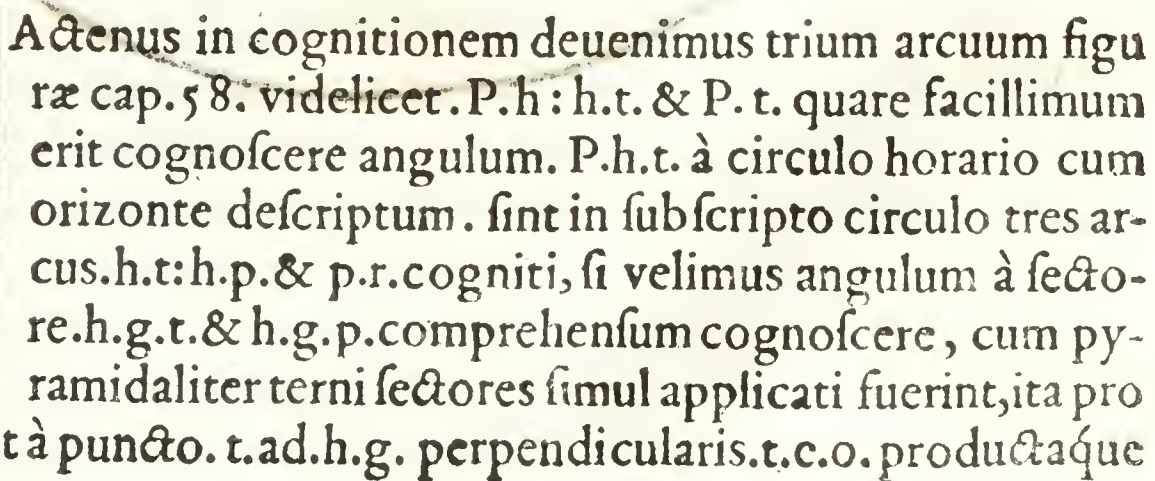 Actenus in cognitionem deuenimus trium arcuum figu
ræ cap.58. videlicet.P.h:h.t. & P.t. quare facillimum
erit cognoſcere angulum. P.h.t. à circulo horario cum
orizonte deſcriptum. ſint in ſubſcripto circulo tres ar-
cus.h.t:h.p.& p.r.cogniti, ſi velimus angulum à ſecto-
re.h.g.t.& h.g.p.comprehenſum cognoſcere, cum py-
ramidaliter terni ſectores ſimul applicati fuerint,ita pro
t à puncto. t.ad.h.g. perpendicularis.t.e.o. productaq́ue